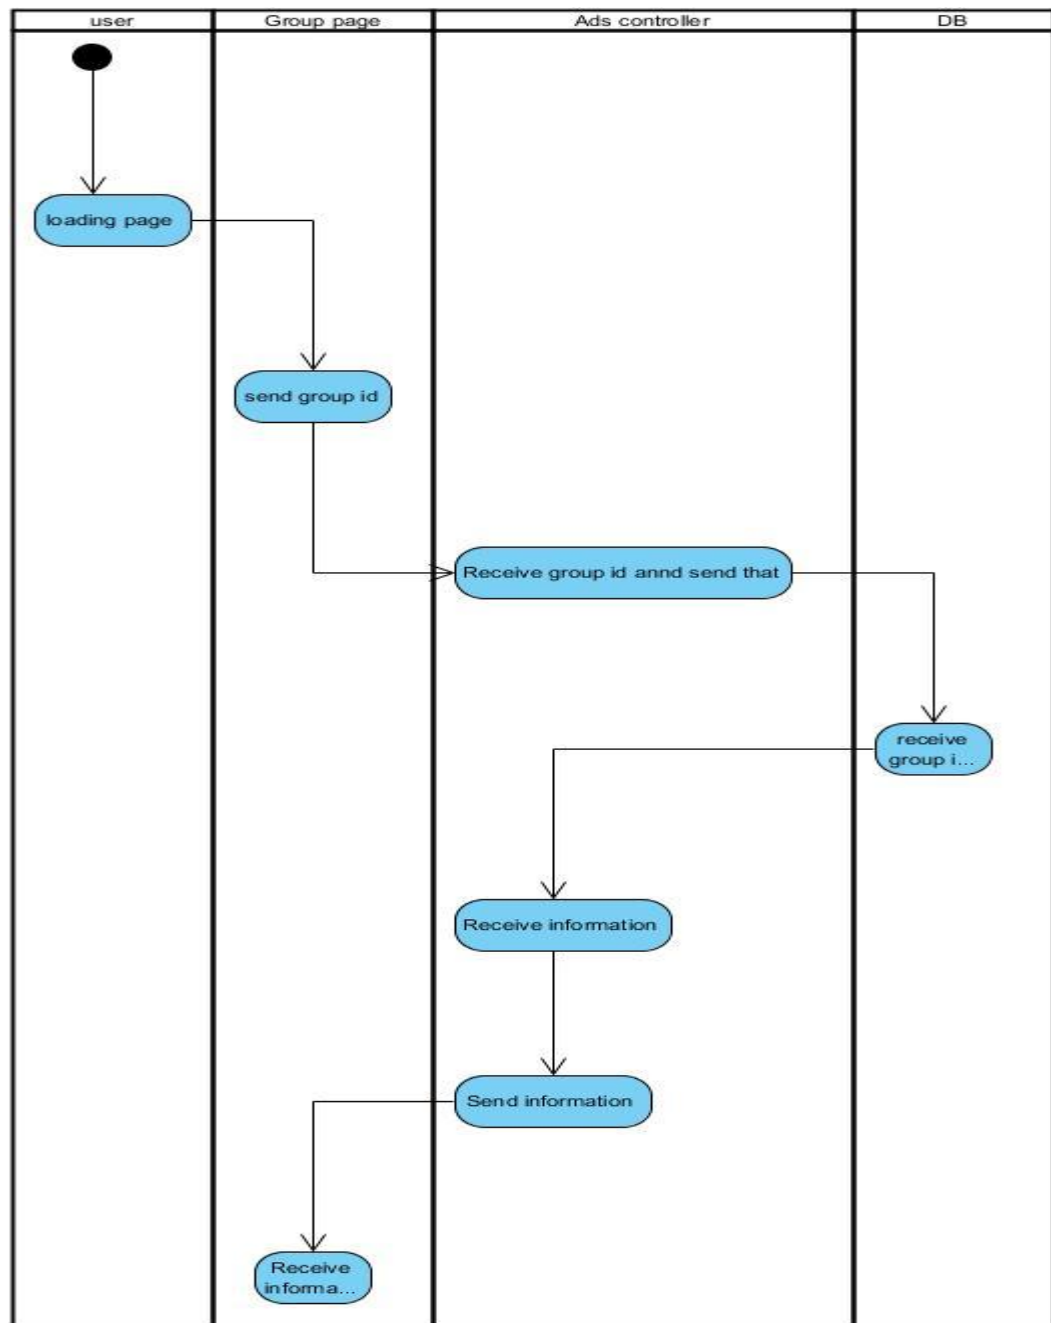 user
Group page
Ads controller
DB
loading page
send group id
Receive group id annd send that
receive
group i...
Receive information
Send information
Receive
informa...